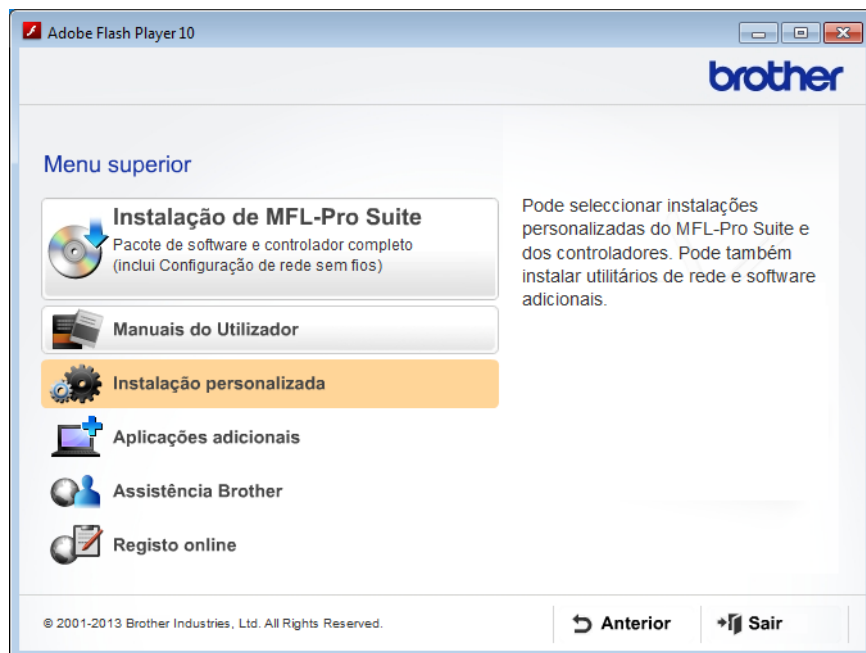 Adobe Flash Player 10
brother
Menu superior
Instalação de MFL-Pro Suite
Pacote de software e controlador completo
(inclui Configuração de rede sem fios)
Manuais do Utilizador
Instalação personalizada
Aplicações adicionais
Assistência Brother
Registo online
Pode seleccionar instalações
personalizadas do MFL-Pro Suite e
dos controladores. Pode também
instalar utilitários de rede e software
adicionais.
© 2001-2013 Brother Industries, Ltd. All Rights Reserved.
Anterior
Sair